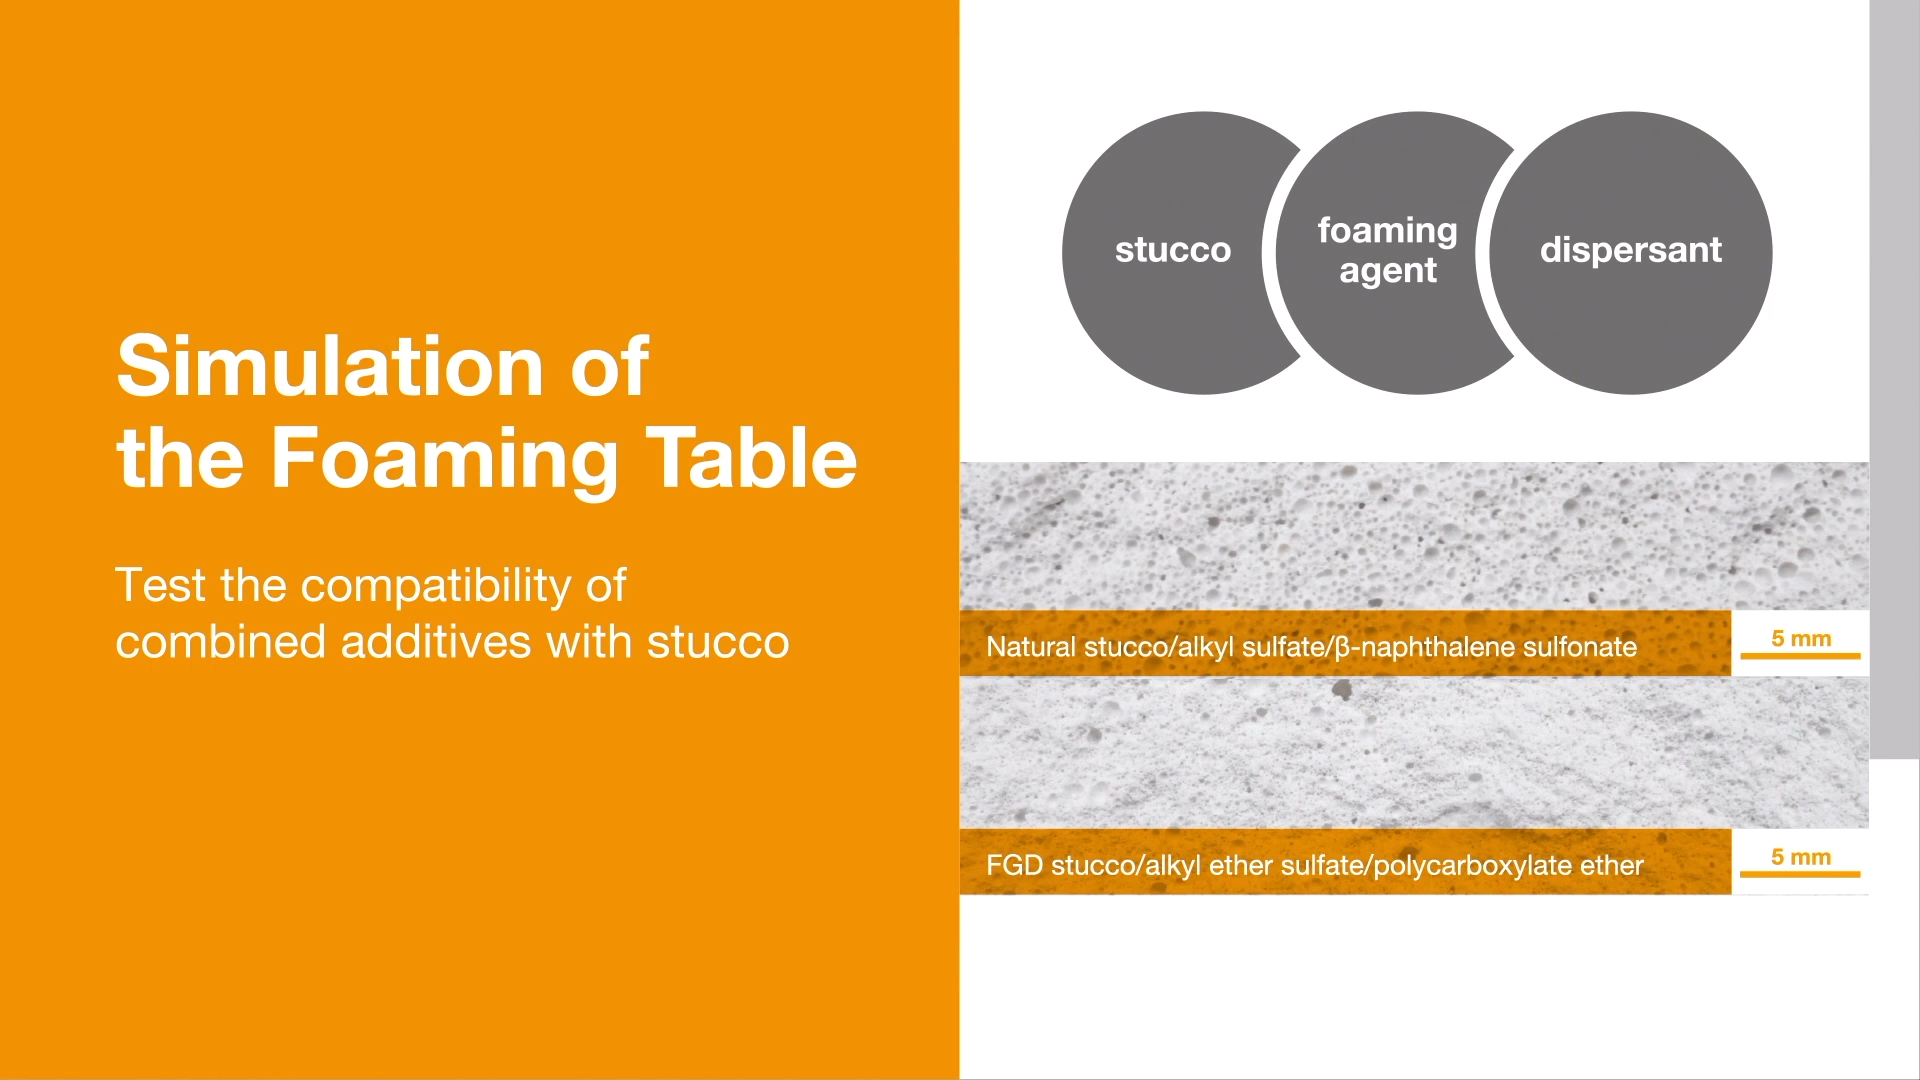 Simulation of
the Foaming Table
Test the compatibility of
combined additives with stucco
stucco
foaming
agent
dispersant
Natural stucco/alkyl sulfate/β-naphthalene sulfonate
5 mm
FGD stucco/alkyl ether sulfate/polycarboxylate ether
5 mm